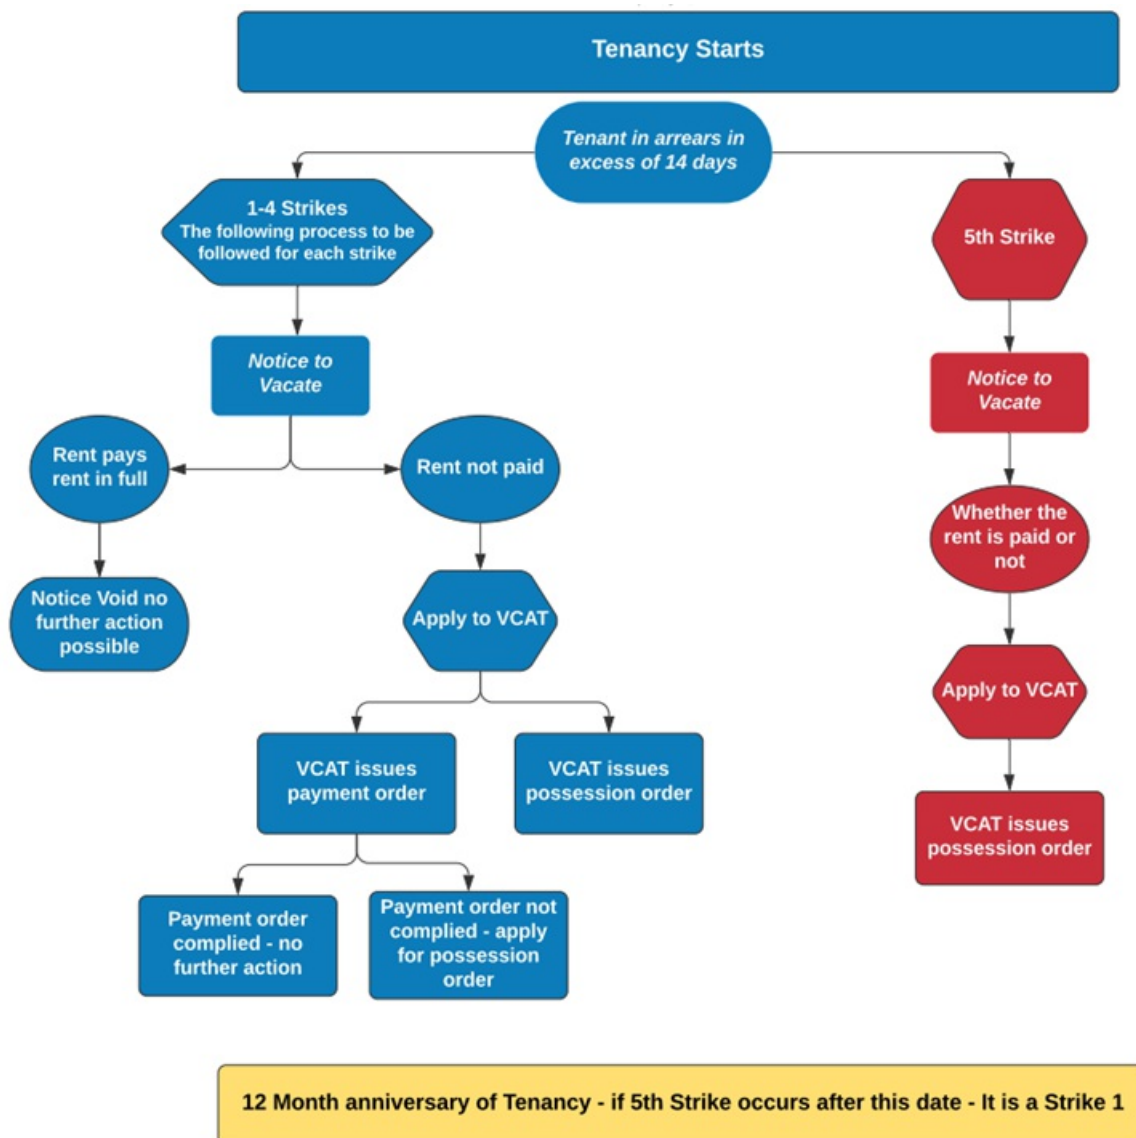 Tenancy Starts
Tenant in arrears in
excess of 14 days
1-4 Strikes
The following process to be
followed for each strike
5th Strike
Notice to
Vacate
Notice to
Vacate
Rent pays
rent in full
Rent not paid
Whether the
rent is paid or
not
Notice Void no
further action
possible
Apply to VCAT
Apply to VCAT
VCAT issues
payment order
VCAT issues
possession order
VCAT issues
possession order
Payment order
complied - no
further action
Payment order not
complied - apply
for possession
order
12 Month anniversary of Tenancy - if 5th Strike occurs after this date - It is a Strike 1